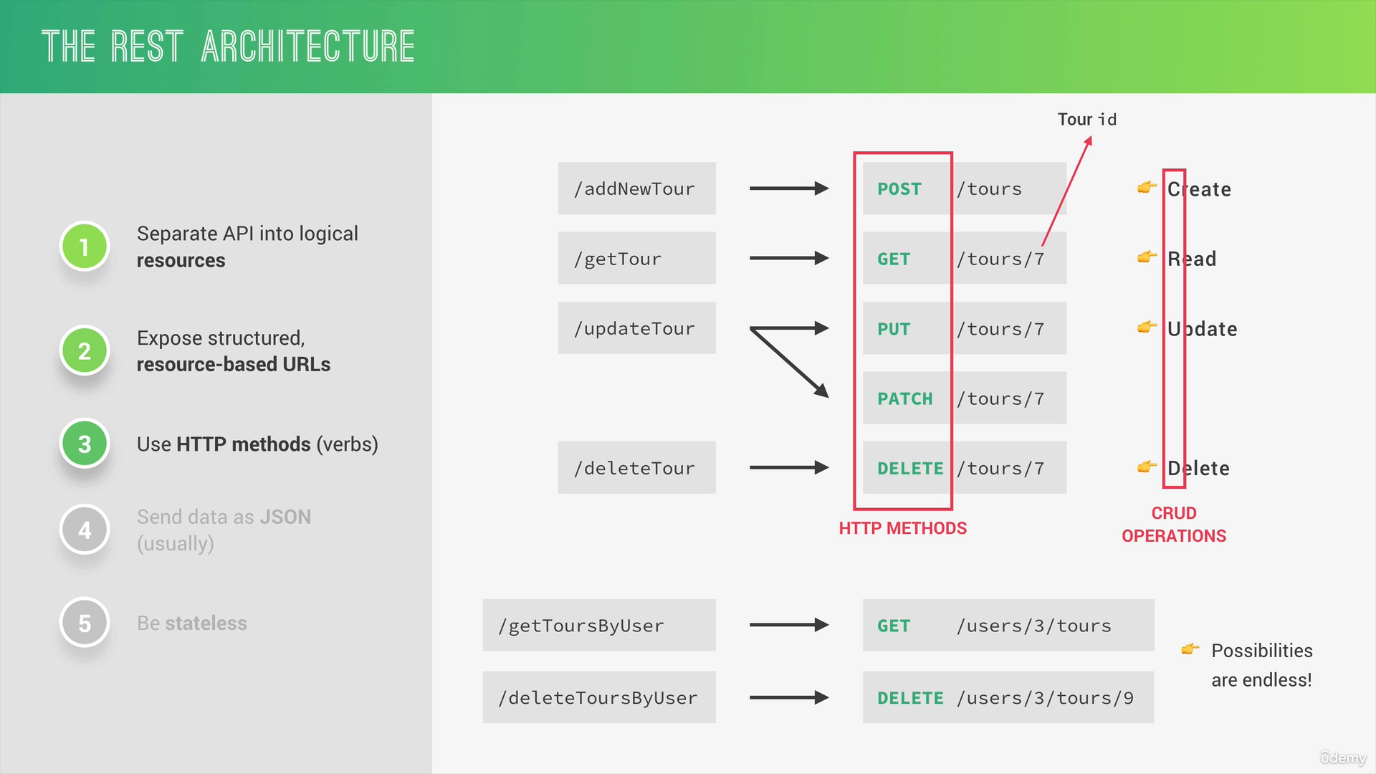 THE REST ARCHITECTURE
1
Separate API into logical
resources
2
Expose structured,
resource-based URLs
3
Use HTTP methods (verbs)
4
Send data as JSON
(usually)
5
Be stateless
Tour id
/addNewTour
POST /tours
👉 Create
/getTour
GET /tours/7
👉 Read
/updateTour
PUT /tours/7
👉 Update
PATCH /tours/7
/deleteTour
DELETE /tours/7
👉 Delete
HTTP METHODS
CRUD
OPERATIONS
/getToursByUser
GET /users/3/tours
/deleteToursByUser
DELETE /users/3/tours/9
👉 Possibilities
are endless!
ûdemy